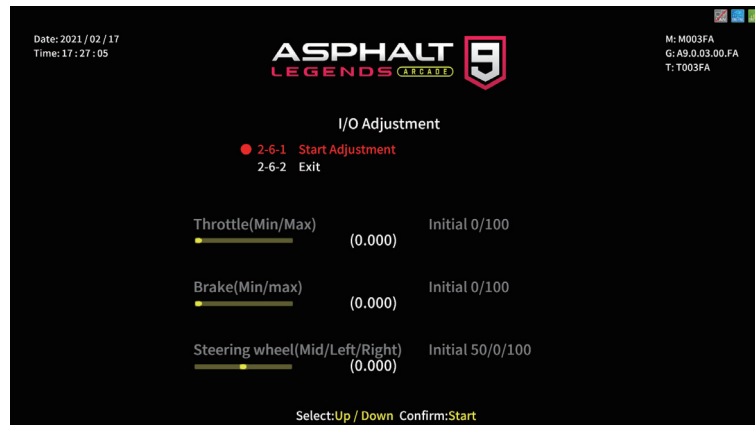 Date: 2021 / 02 / 17
Time: 17 : 27 : 05
ASPHALT 9
LEGENDS ARCADE
M: M003FA
G: A9.0.03.00.FA
T: T003FA
I/O Adjustment
2-6-1 Start Adjustment
2-6-2 Exit
Throttle(Min/Max) Initial 0/100
(0.000)
Brake(Min/max) Initial 0/100
(0.000)
Steering wheel(Mid/Left/Right) Initial 50/0/100
(0.000)
Select:Up / Down Confirm:Start